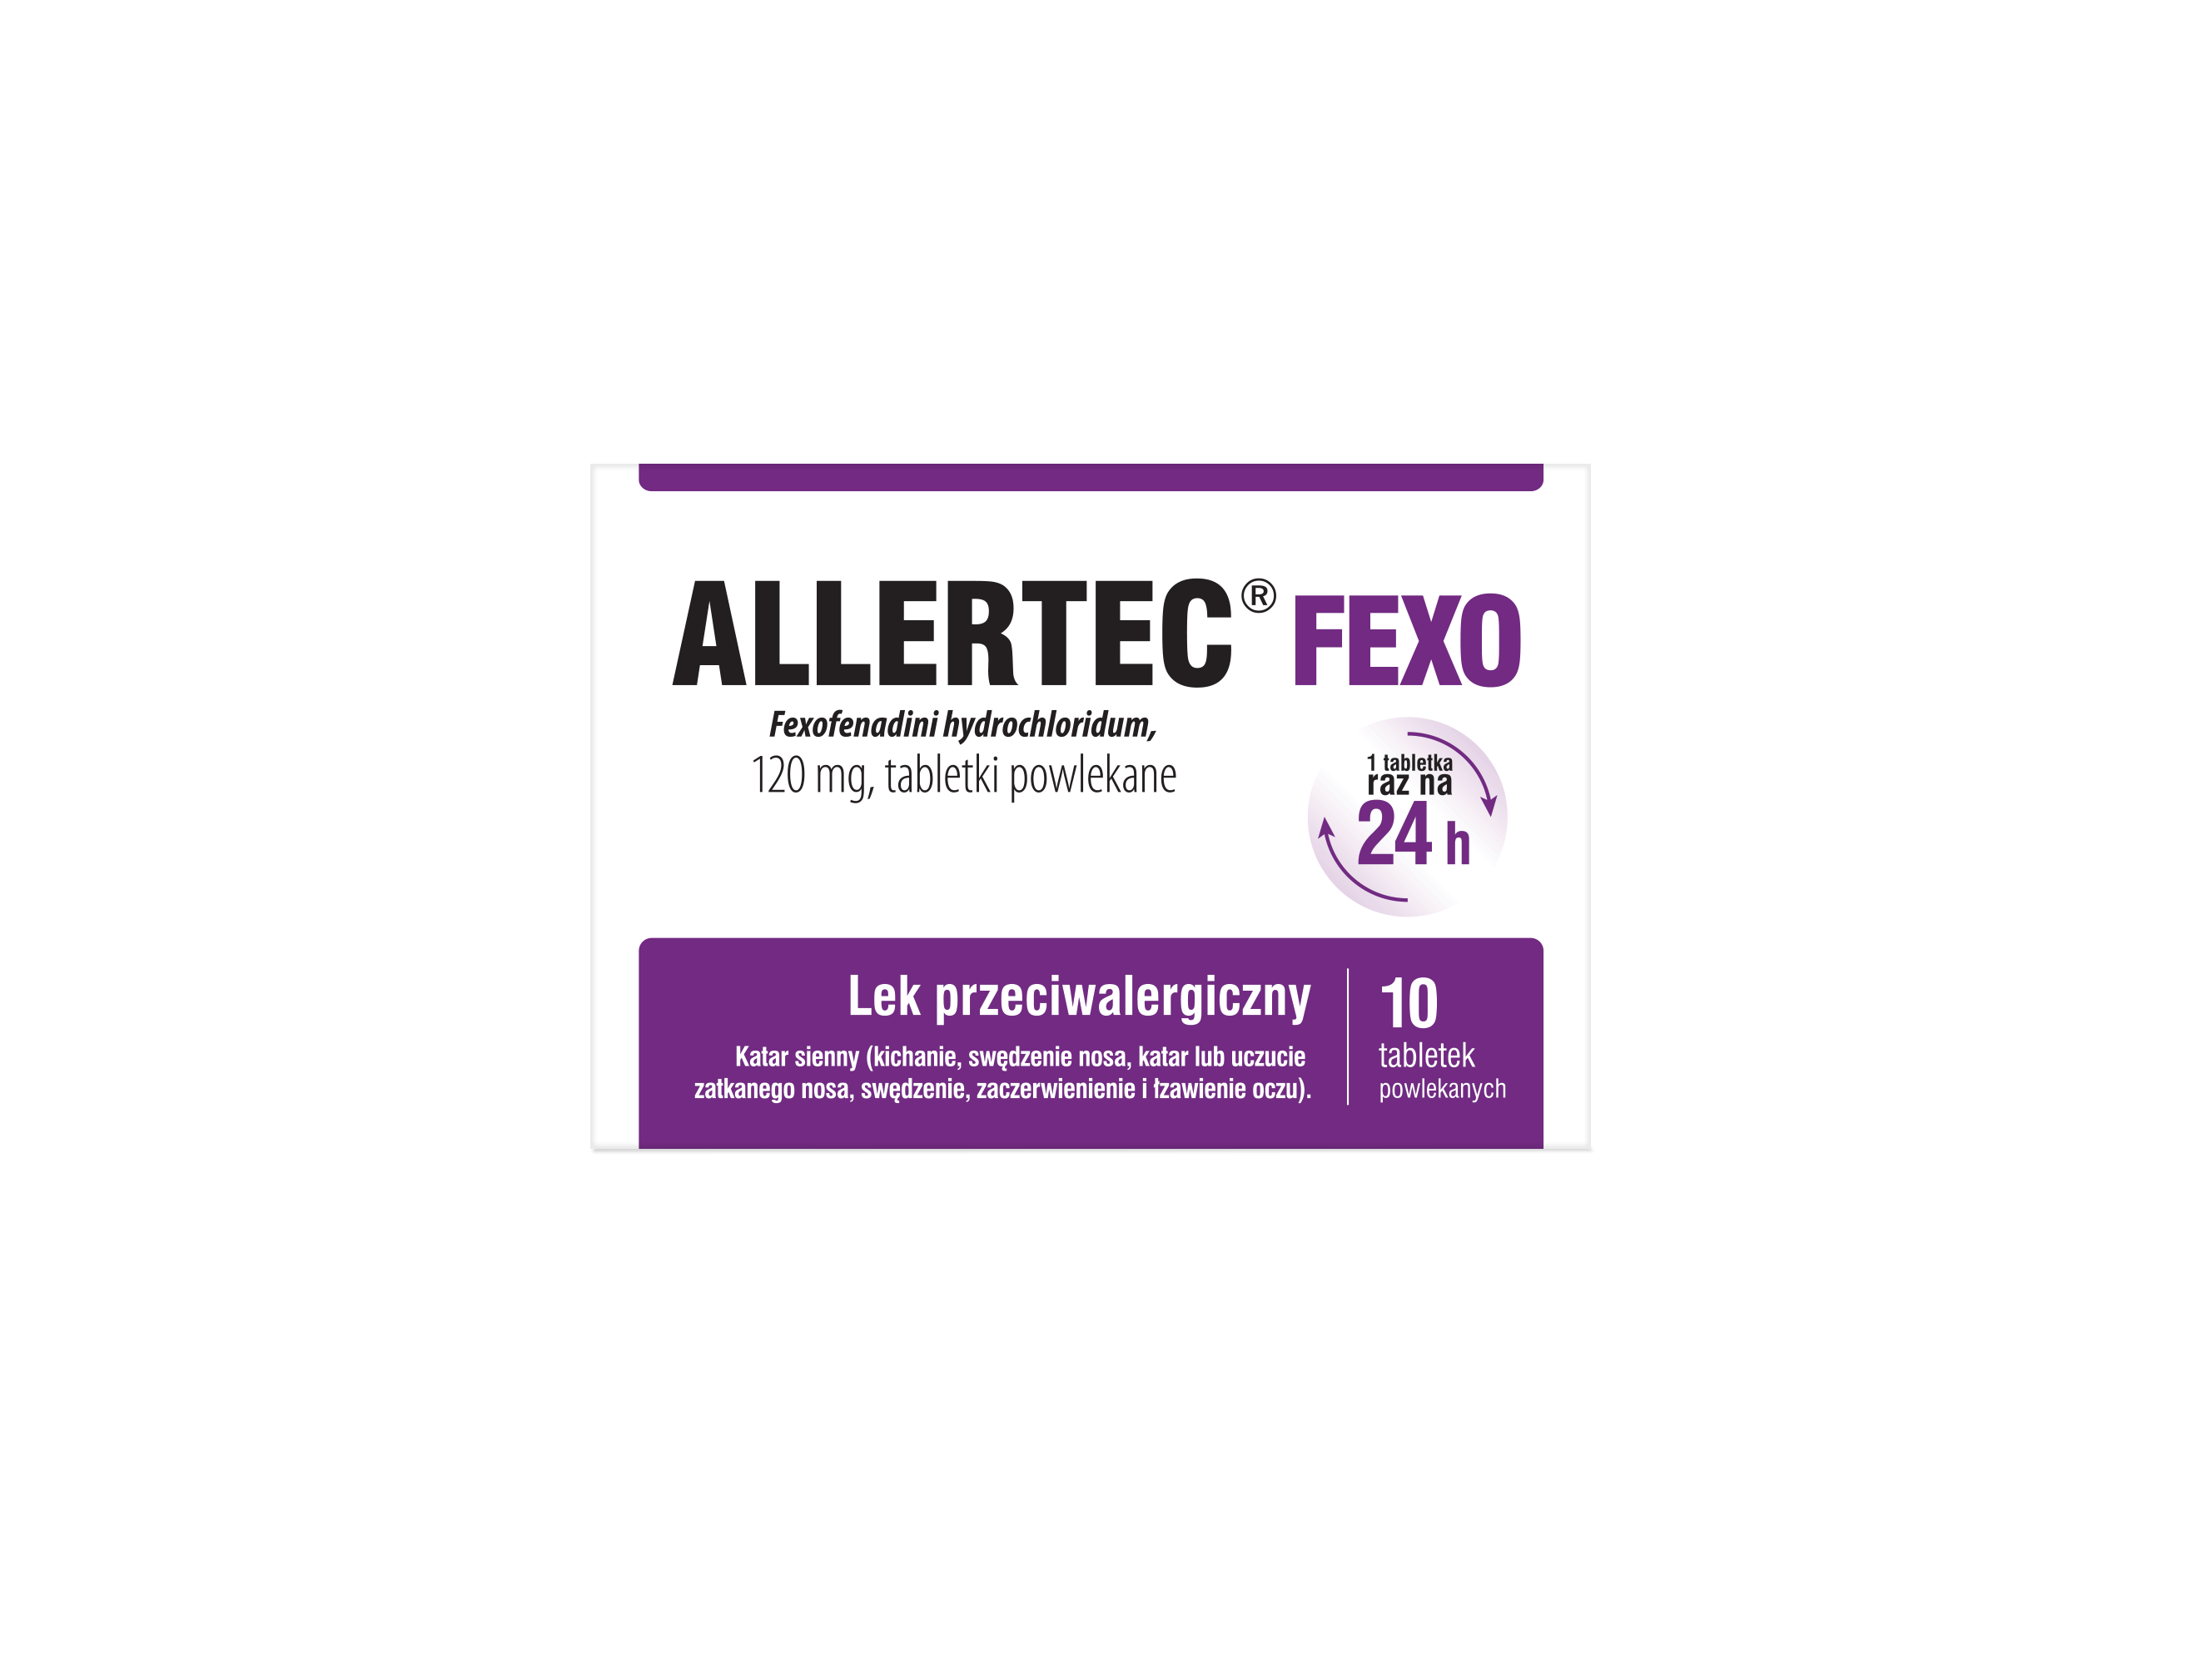 ALLERTEC® FEXO
Fexofenadini hydrochloridum,
120 mg, tabletki powlekane
1 tabletka
raz na
24 h
Lek przeciwalergiczny
Katar sienny (kichanie, swędzenie nosa, katar lub uczucie
zatkanego nosa, swędzenie, zaczerwienienie i łzawienie oczu).
10
tabletek
powlekanych